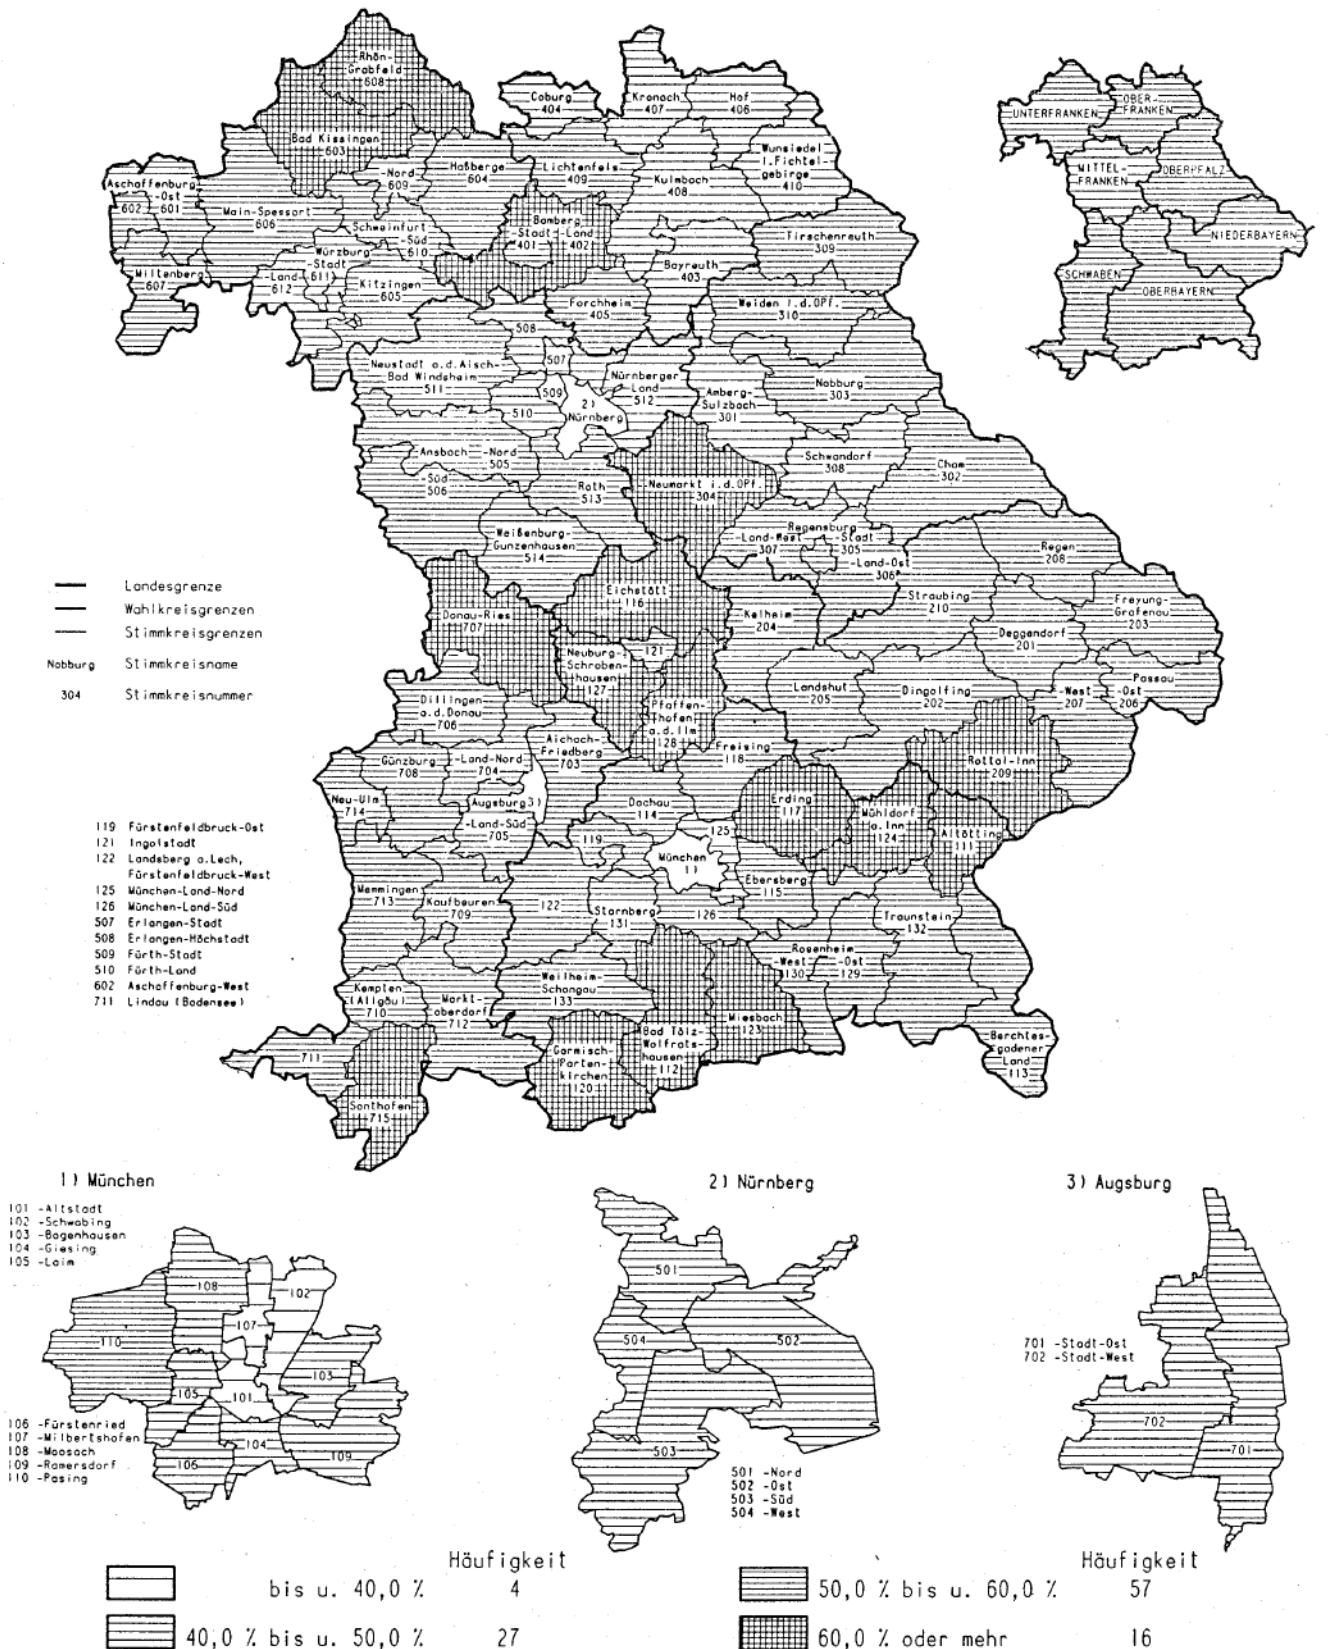 Rhön-
Grabfeld
608
Bad Kissingen
603
Coburg
404
Kronach
407
Hof
406
Wunsiedel
i.Fichtel-
gebirge
410
Aschaffenburg
-Ost
602
601
-Nord
609
Haßberge
604
Lichtenfels
409
Kulmbach
408
Main-Spessart
606
Schweinfurt
-Süd
610
Bamberg
-Stadt
401
-Land
402
Tirschenreuth
309
Miltenberg
607
Würzburg
-Stadt
611
-Land
612
Kitzingen
605
Bayreuth
403
Forchheim
405
Weiden i.d.OPf.
310
508
507
Neustadt a.d.Aisch-
Bad Windsheim
511
509
510
2)
Nürnberg
Nürnberger
Land
512
Amberg-
Sulzbach
301
Nabburg
303
Ansbach
-Nord
505
-Süd
506
Roth
513
Neumarkt i.d.OPf.
304
Schwandorf
308
Cham
302
Weißenburg-
Gunzenhausen
514
Regensburg
-Land-West
307
-Stadt
305
-Land-Ost
306
Regen
208
Eichstätt
116
Kelheim
204
Straubing
210
Freyung-
Grafenau
203
Donau-Ries
707
Deggendorf
201
Neuburg-
Schroben-
hausen
127
121
Landshut
205
Dingolfing
202
-West
207
Passau
-Ost
206
Dillingen
a.d.Donau
706
Pfaffen-
hofen
a.d.Ilm
128
Aichach-
Friedberg
703
Freising
118
Günzburg
708
-Land-Nord
704
Rottal-Inn
209
Neu-Ulm
714
Augsburg3)
-Land-Süd
705
Dachau
114
Erding
117
Mühldorf
a.Inn
124
Altötting
111
119
125
München
1)
Ebersberg
115
Memmingen
713
Kaufbeuren
709
122
Starnberg
131
126
Traunstein
132
Rosenheim
-West
130
-Ost
129
Weilheim-
Schongau
133
Kempten
(Allgäu)
710
Markt-
oberdorf
712
Miesbach
123
Bad Tölz-
Wolfrats-
hausen
112
Garmisch-
Parten-
kirchen
120
Berchtes-
gadener
Land
113
711
Sonthofen
715
UNTERFRANKEN
OBER-
FRANKEN
MITTEL-
FRANKEN
OBERPFALZ
NIEDERBAYERN
SCHWABEN
OBERBAYERN
Landesgrenze
Wahlkreisgrenzen
Stimmkreisgrenzen
Nabburg Stimmkreisname
304 Stimmkreisnummer
119 Fürstenfeldbruck-Ost
121 Ingolstadt
122 Landsberg a.Lech,
Fürstenfeldbruck-West
125 München-Land-Nord
126 München-Land-Süd
507 Erlangen-Stadt
508 Erlangen-Höchstadt
509 Fürth-Stadt
510 Fürth-Land
602 Aschaffenburg-West
711 Lindau (Bodensee)
1) München
101 -Altstadt
102 -Schwabing
103 -Bogenhausen
104 -Giesing
105 -Laim
108
102
107
110
105
101
103
104
106
109
106 -Fürstenried
107 -Milbertshofen
108 -Moosach
109 -Ramersdorf
110 -Pasing
2) Nürnberg
501
504
502
503
501 -Nord
502 -Ost
503 -Süd
504 -West
3) Augsburg
701 -Stadt-Ost
702 -Stadt-West
702
701
Häufigkeit Häufigkeit
bis u. 40,0 % 4 50,0 % bis u. 60,0 % 57
40,0 % bis u. 50,0 % 27 60,0 % oder mehr 16